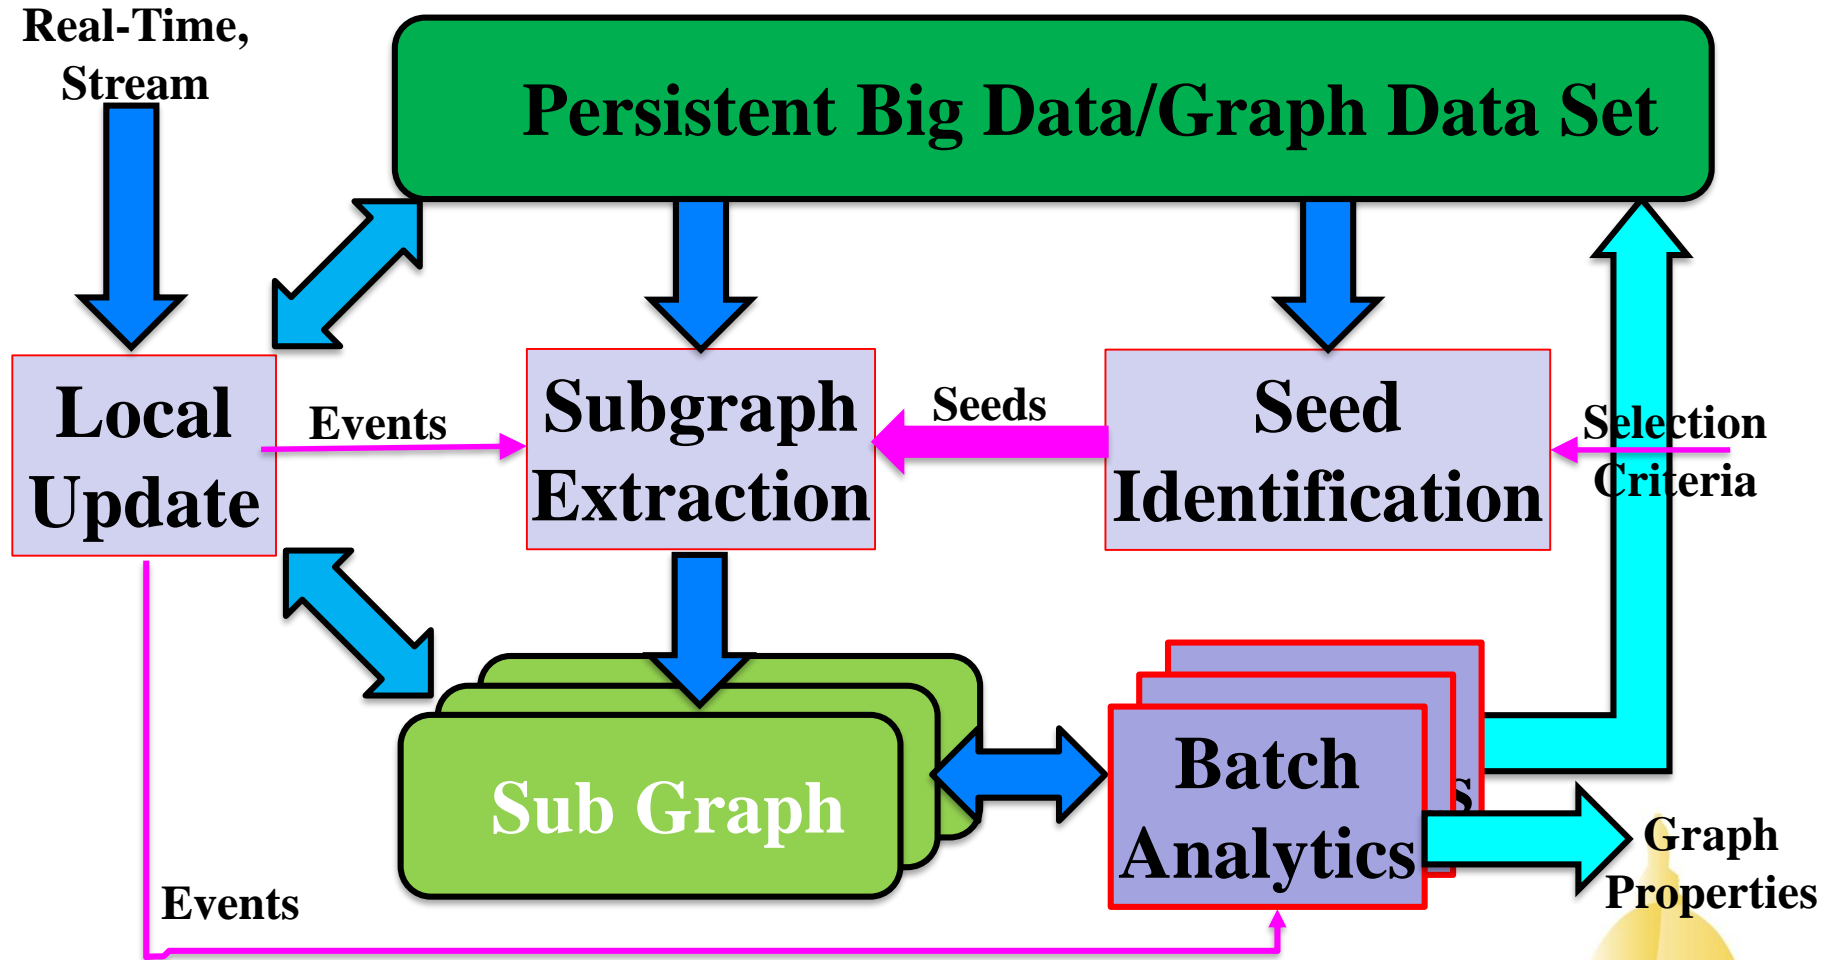 Real-Time,
Stream
Persistent Big Data/Graph Data Set
Local
Update
Events
Subgraph
Extraction
Seeds
Seed
Identification
Selection
Criteria
Sub Graph
Batch
Analytics
s
Graph
Properties
Events